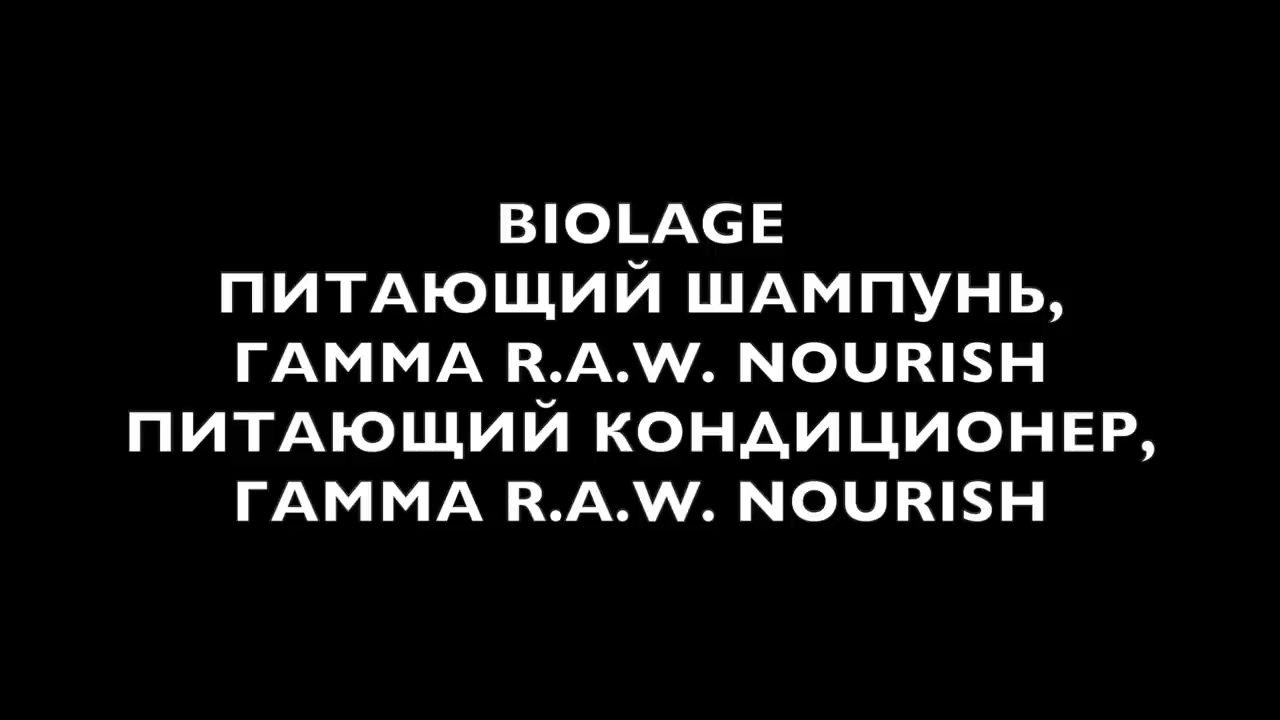 BIOLAGE
ПИТАЮЩИЙ ШАМПУНЬ,
ГАММА R.A.W. NOURISH
ПИТАЮЩИЙ КОНДИЦИОНЕР,
ГАММА R.A.W. NOURISH